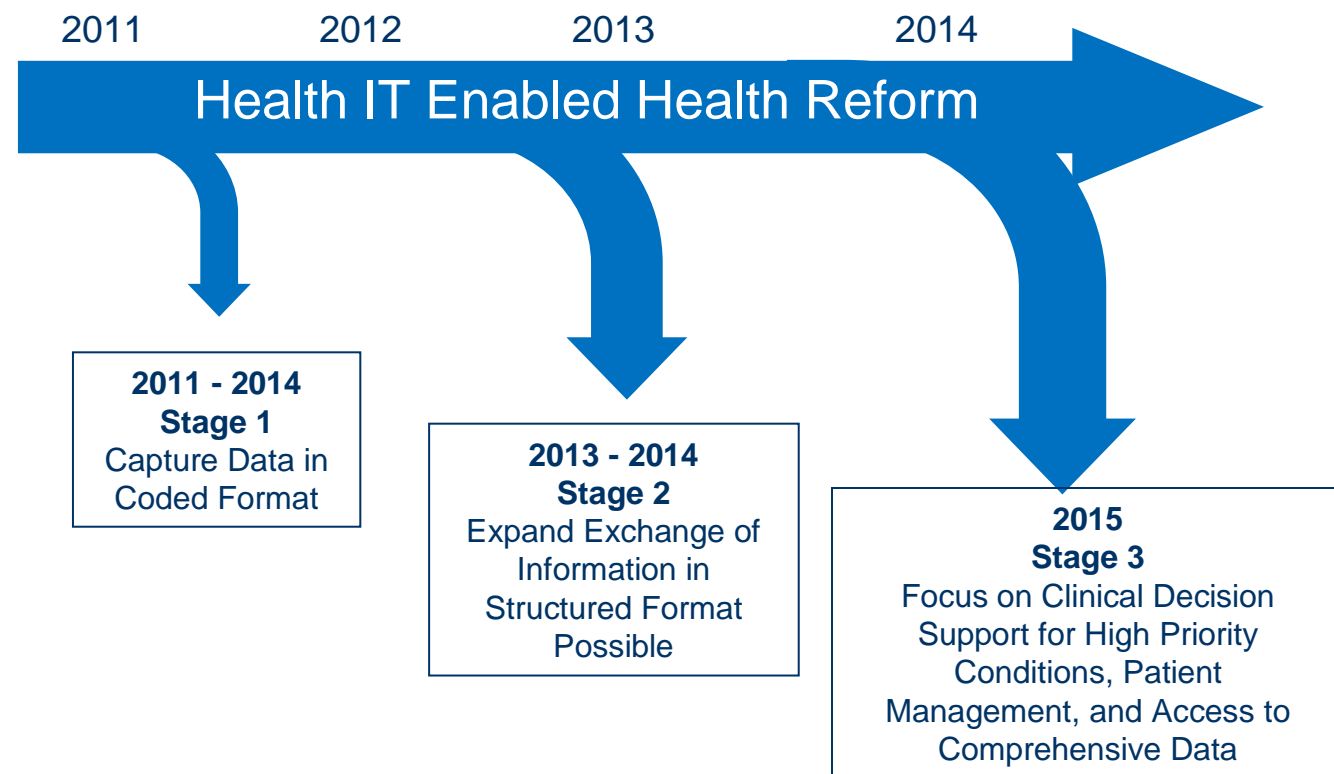 2011 2012 2013 2014
Health IT Enabled Health Reform
2011 - 2014
Stage 1
Capture Data in
Coded Format
2013 - 2014
Stage 2
Expand Exchange of
Information in
Structured Format
Possible
2015
Stage 3
Focus on Clinical Decision
Support for High Priority
Conditions, Patient
Management, and Access to
Comprehensive Data